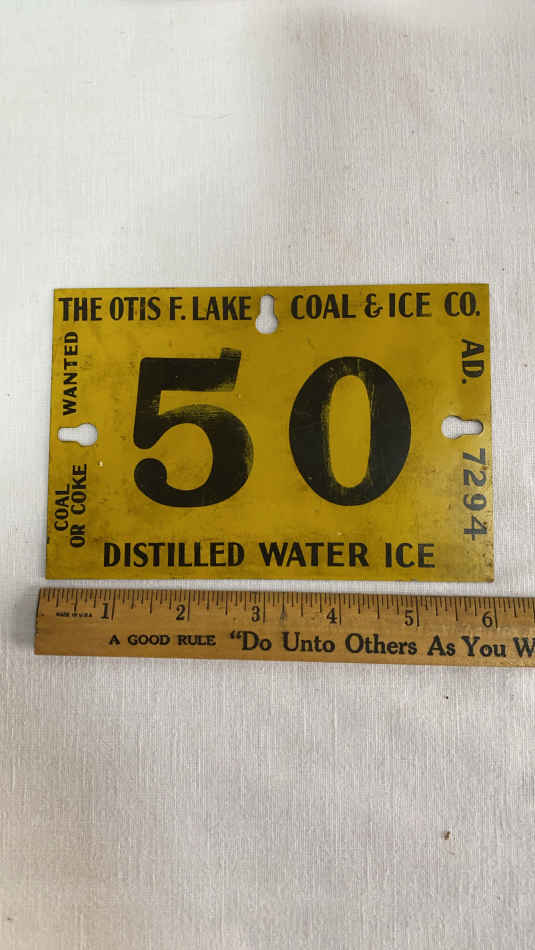 THE OTIS F. LAKE COAL & ICE CO.
WANTED
COAL
OR COKE
50
AD. 7294
DISTILLED WATER ICE
MADE IN U.S.A 1 2 3 4 5 6
A GOOD RULE "Do Unto Others As You W